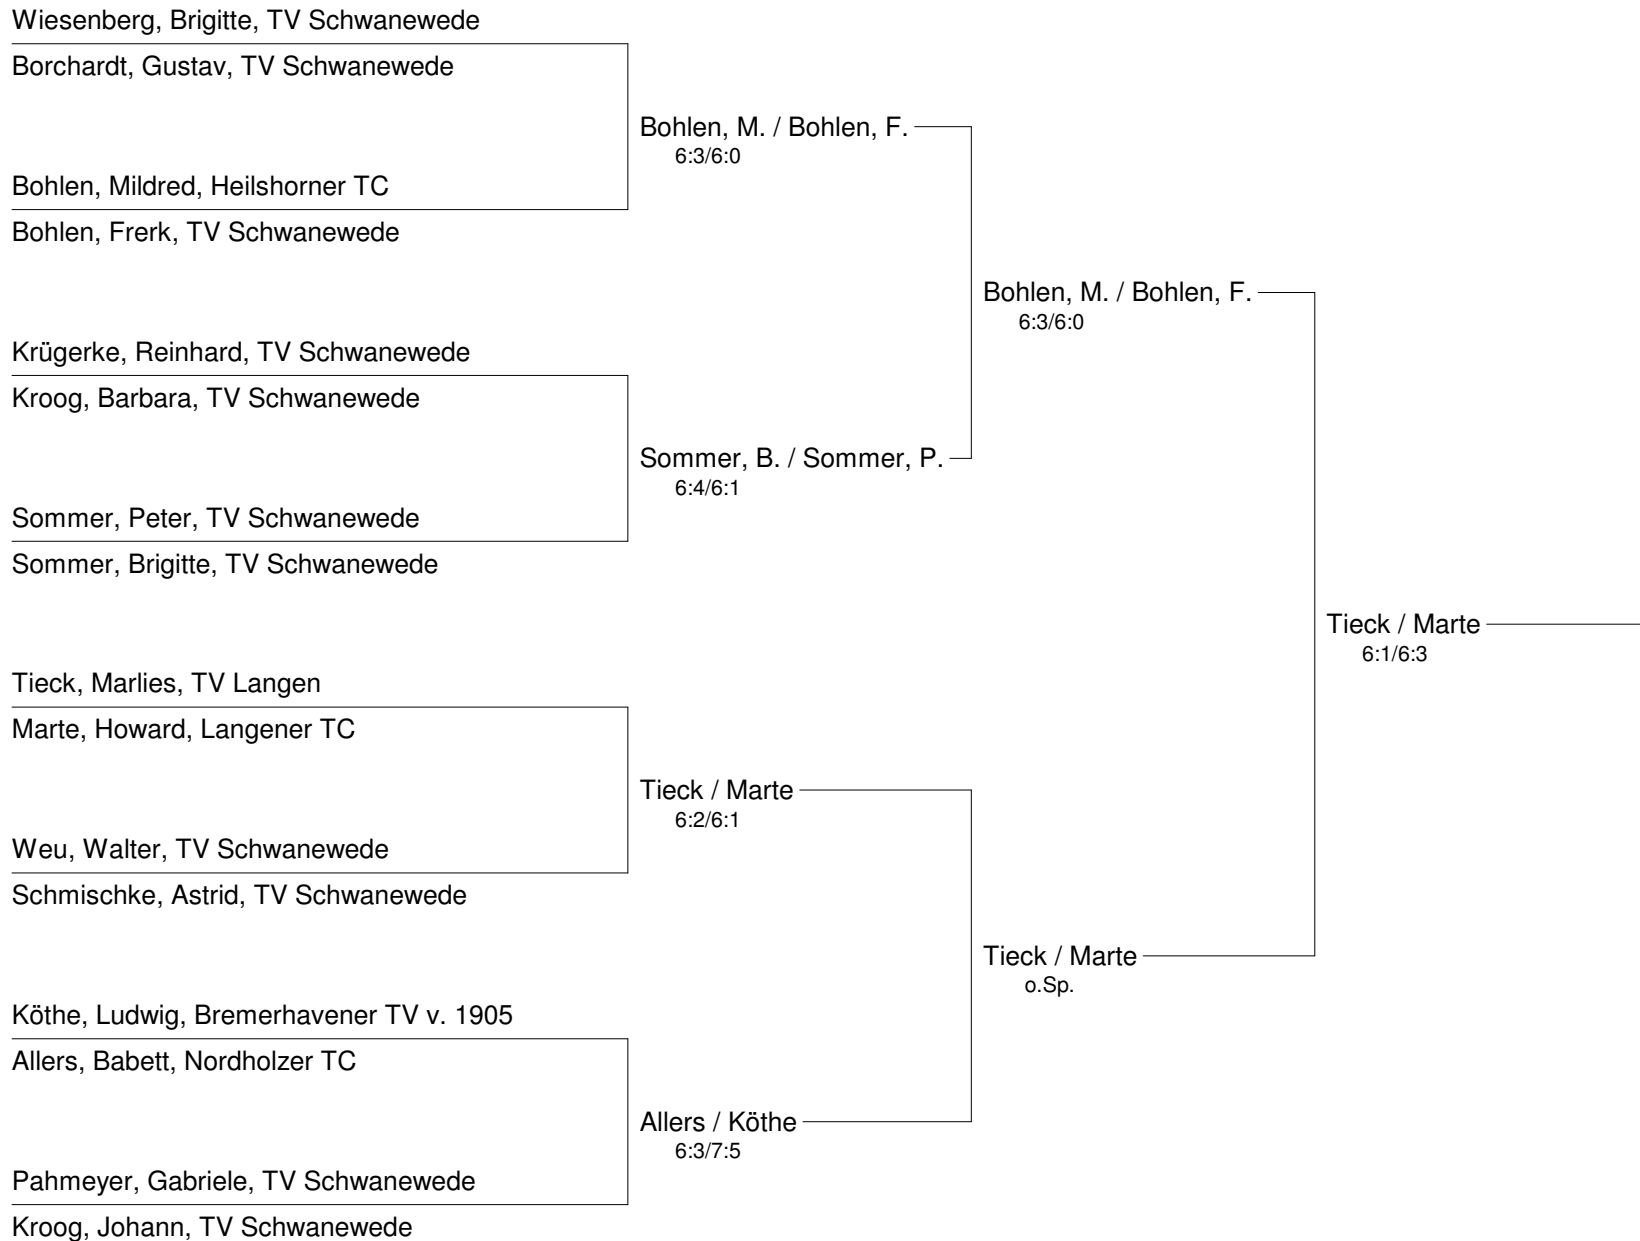 Wiesenberg, Brigitte, TV Schwanewede
Borchardt, Gustav, TV Schwanewede
Bohlen, M. / Bohlen, F.
6:3/6:0
Bohlen, Mildred, Heilshorner TC
Bohlen, Frerk, TV Schwanewede
Bohlen, M. / Bohlen, F.
6:3/6:0
Krügerke, Reinhard, TV Schwanewede
Kroog, Barbara, TV Schwanewede
Sommer, B. / Sommer, P.
6:4/6:1
Sommer, Peter, TV Schwanewede
Sommer, Brigitte, TV Schwanewede
Tieck / Marte
6:1/6:3
Tieck, Marlies, TV Langen
Marte, Howard, Langener TC
Tieck / Marte
6:2/6:1
Weu, Walter, TV Schwanewede
Schmischke, Astrid, TV Schwanewede
Tieck / Marte
o.Sp.
Köthe, Ludwig, Bremerhavener TV v. 1905
Allers, Babett, Nordholzer TC
Allers / Köthe
6:3/7:5
Pahmeyer, Gabriele, TV Schwanewede
Kroog, Johann, TV Schwanewede